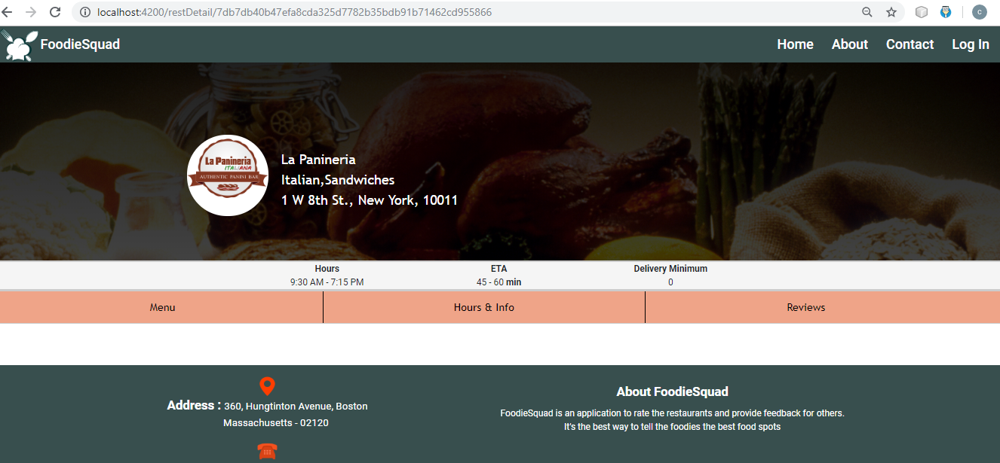 localhost:4200/restDetail/7db7db40b47efa8cda325d7782b35bdb91b71462cd955866
C
FoodieSquad
Home About Contact Log In
La Panineria
ITALIANA
AUTHENTIC PANINI BAR
La Panineria
Italian,Sandwiches
1 W 8th St., New York, 10011
Hours ETA Delivery Minimum
9:30 AM - 7:15 PM 45 - 60 min 0
Menu Hours & Info Reviews
Address : 360, Hungtinton Avenue, Boston
Massachusetts - 02120
About FoodieSquad
FoodieSquad is an application to rate the restaurants and provide feedback for others.
It's the best way to tell the foodies the best food spots